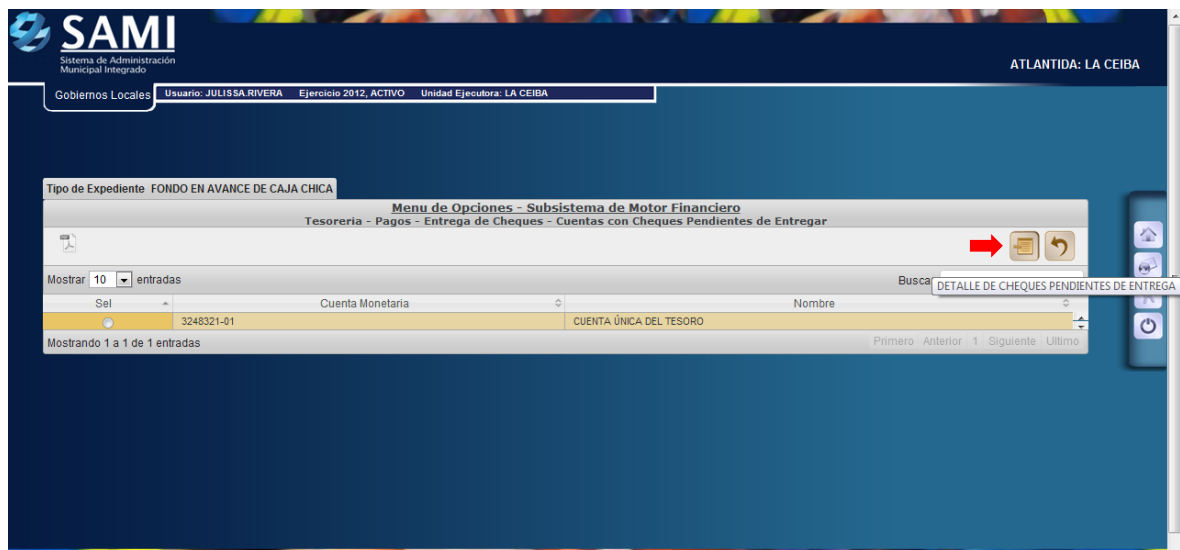 SAMI
Sistema de Administración
Municipal Integrado
ATLANTIDA: LA CEIBA
Gobiernos Locales
Usuario: JULISSA.RIVERA Ejercicio 2012, ACTIVO Unidad Ejecutora: LA CEIBA
Tipo de Expediente FONDO EN AVANCE DE CAJA CHICA
Menu de Opciones - Subsistema de Motor Financiero
Tesoreria - Pagos - Entrega de Cheques - Cuentas con Cheques Pendientes de Entregar
Mostrar 10 entradas
Busca
DETALLE DE CHEQUES PENDIENTES DE ENTREGA
Sel Cuenta Monetaria Nombre
3248321-01 CUENTA ÚNICA DEL TESORO
Mostrando 1 a 1 de 1 entradas
Primero Anterior 1 Siguiente Ultimo